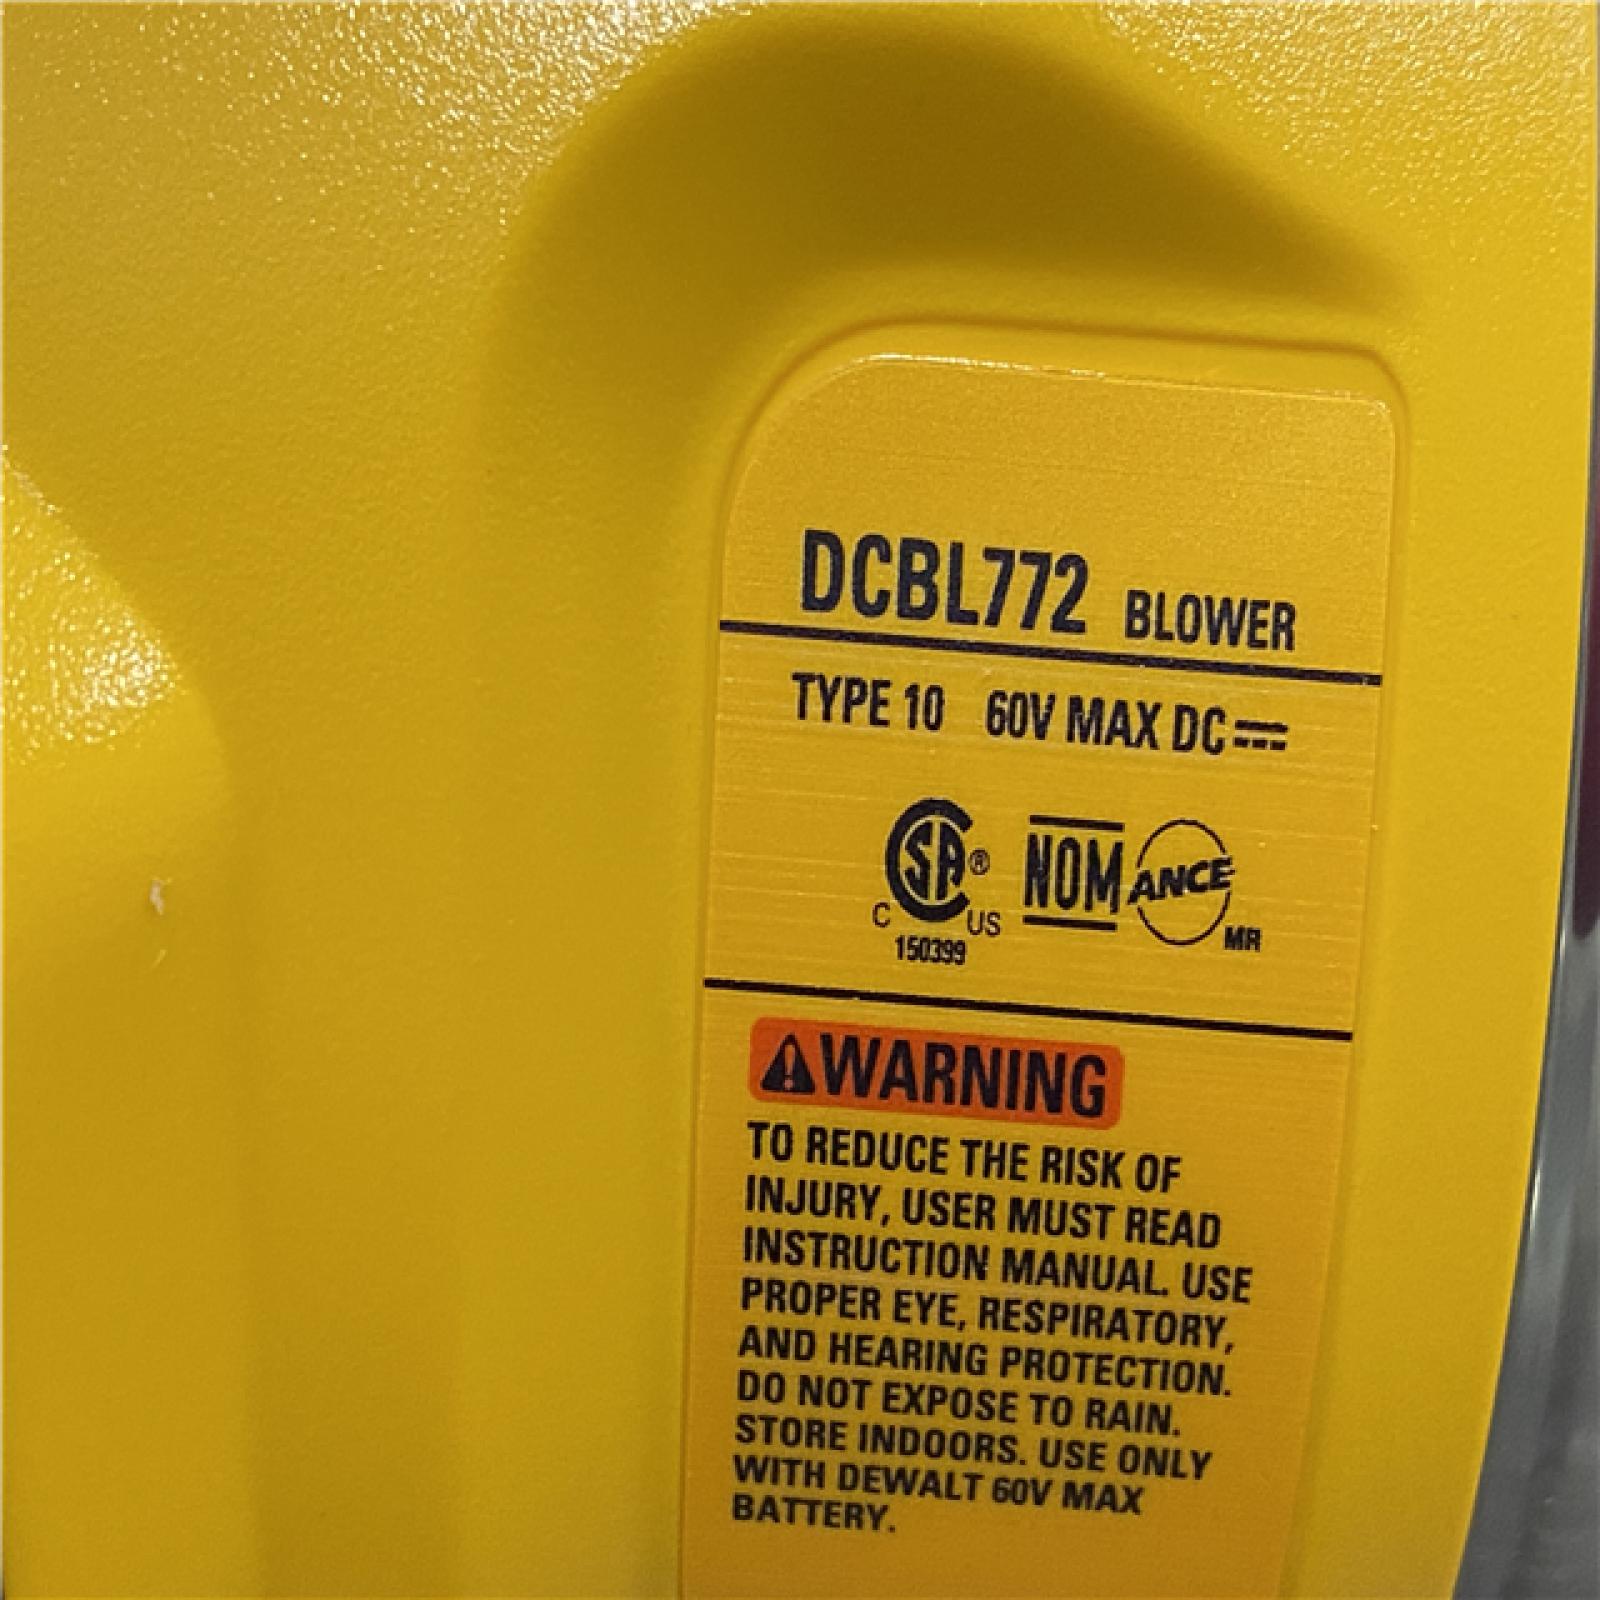 DCBL772 BLOWER
TYPE 10 60V MAX DC
CSA® NOM ANCE
C US MR
150399
WARNING
TO REDUCE THE RISK OF
INJURY, USER MUST READ
INSTRUCTION MANUAL. USE
PROPER EYE, RESPIRATORY,
AND HEARING PROTECTION.
DO NOT EXPOSE TO RAIN.
STORE INDOORS. USE ONLY
WITH DEWALT 60V MAX
BATTERY.